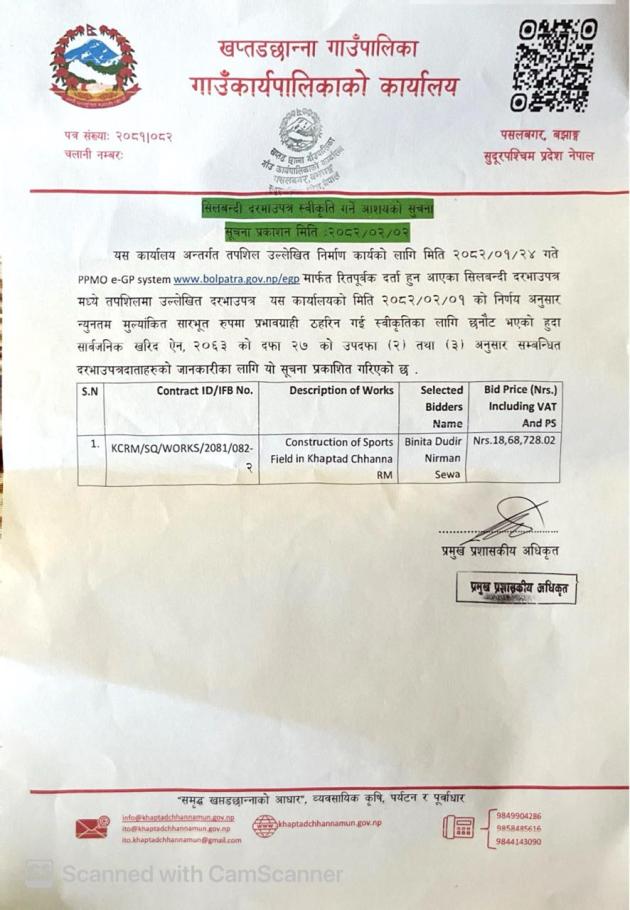 खप्तडछान्ना गाउँपालिका
गाउँकार्यपालिकाको कार्यालय
पत्र संख्याः २०८१/०८२
चलानी नम्बरः
पसलबगर, बझाङ्ग
सुदूरपश्चिम प्रदेश नेपाल
सिलबन्दी दरभाउपत्र स्वीकृति गर्ने आशयको सुचना
सूचना प्रकाशन मिति :२०८२/०२/०२
यस कार्यालय अन्तर्गत तपशिल उल्लेखित निर्माण कार्यको लागि मिति २०८२/०१/२४ गते
PPMO e-GP system www.bolpatra.gov.np/egp मार्फत रितपूर्वक दर्ता हुन आएका सिलबन्दी दरभाउपत्र
मध्ये तपशिलमा उल्लेखित दरभाउपत्र यस कार्यालयको मिति २०८२/०२/०१ को निर्णय अनुसार
न्युनतम मुल्यांकित सारभूत रुपमा प्रभावग्राही ठहरिन गई स्वीकृतिका लागि छनौट भएको हुदा
सार्वजनिक खरिद ऐन, २०६३ को दफा २७ को उपदफा (२) तथा (३) अनुसार सम्बन्धित
दरभाउपत्रदाताहरुको जानकारीका लागि यो सूचना प्रकाशित गरिएको छ .
S.N Contract ID/IFB No. Description of Works Selected Bidders Name Bid Price (Nrs.) Including VAT And PS
1. KCRM/SQ/WORKS/2081/082-२ Construction of Sports Field in Khaptad Chhanna RM Binita Dudir Nirman Sewa Nrs.18,68,728.02
प्रमुख प्रशासकीय अधिकृत
प्रमुख प्रशासकीय अधिकृत
"समृद्ध खप्तडछान्नाको आधार", व्यवसायिक कृषि, पर्यटन र पूर्वाधार
info@khaptadchhannamun.gov.np
ito@khaptadchhannamun.gov.np
ito.khaptadchhannamun@gmail.com
khaptadchhannamun.gov.np
9849904286
9858485616
9844143090
CS Scanned with CamScanner